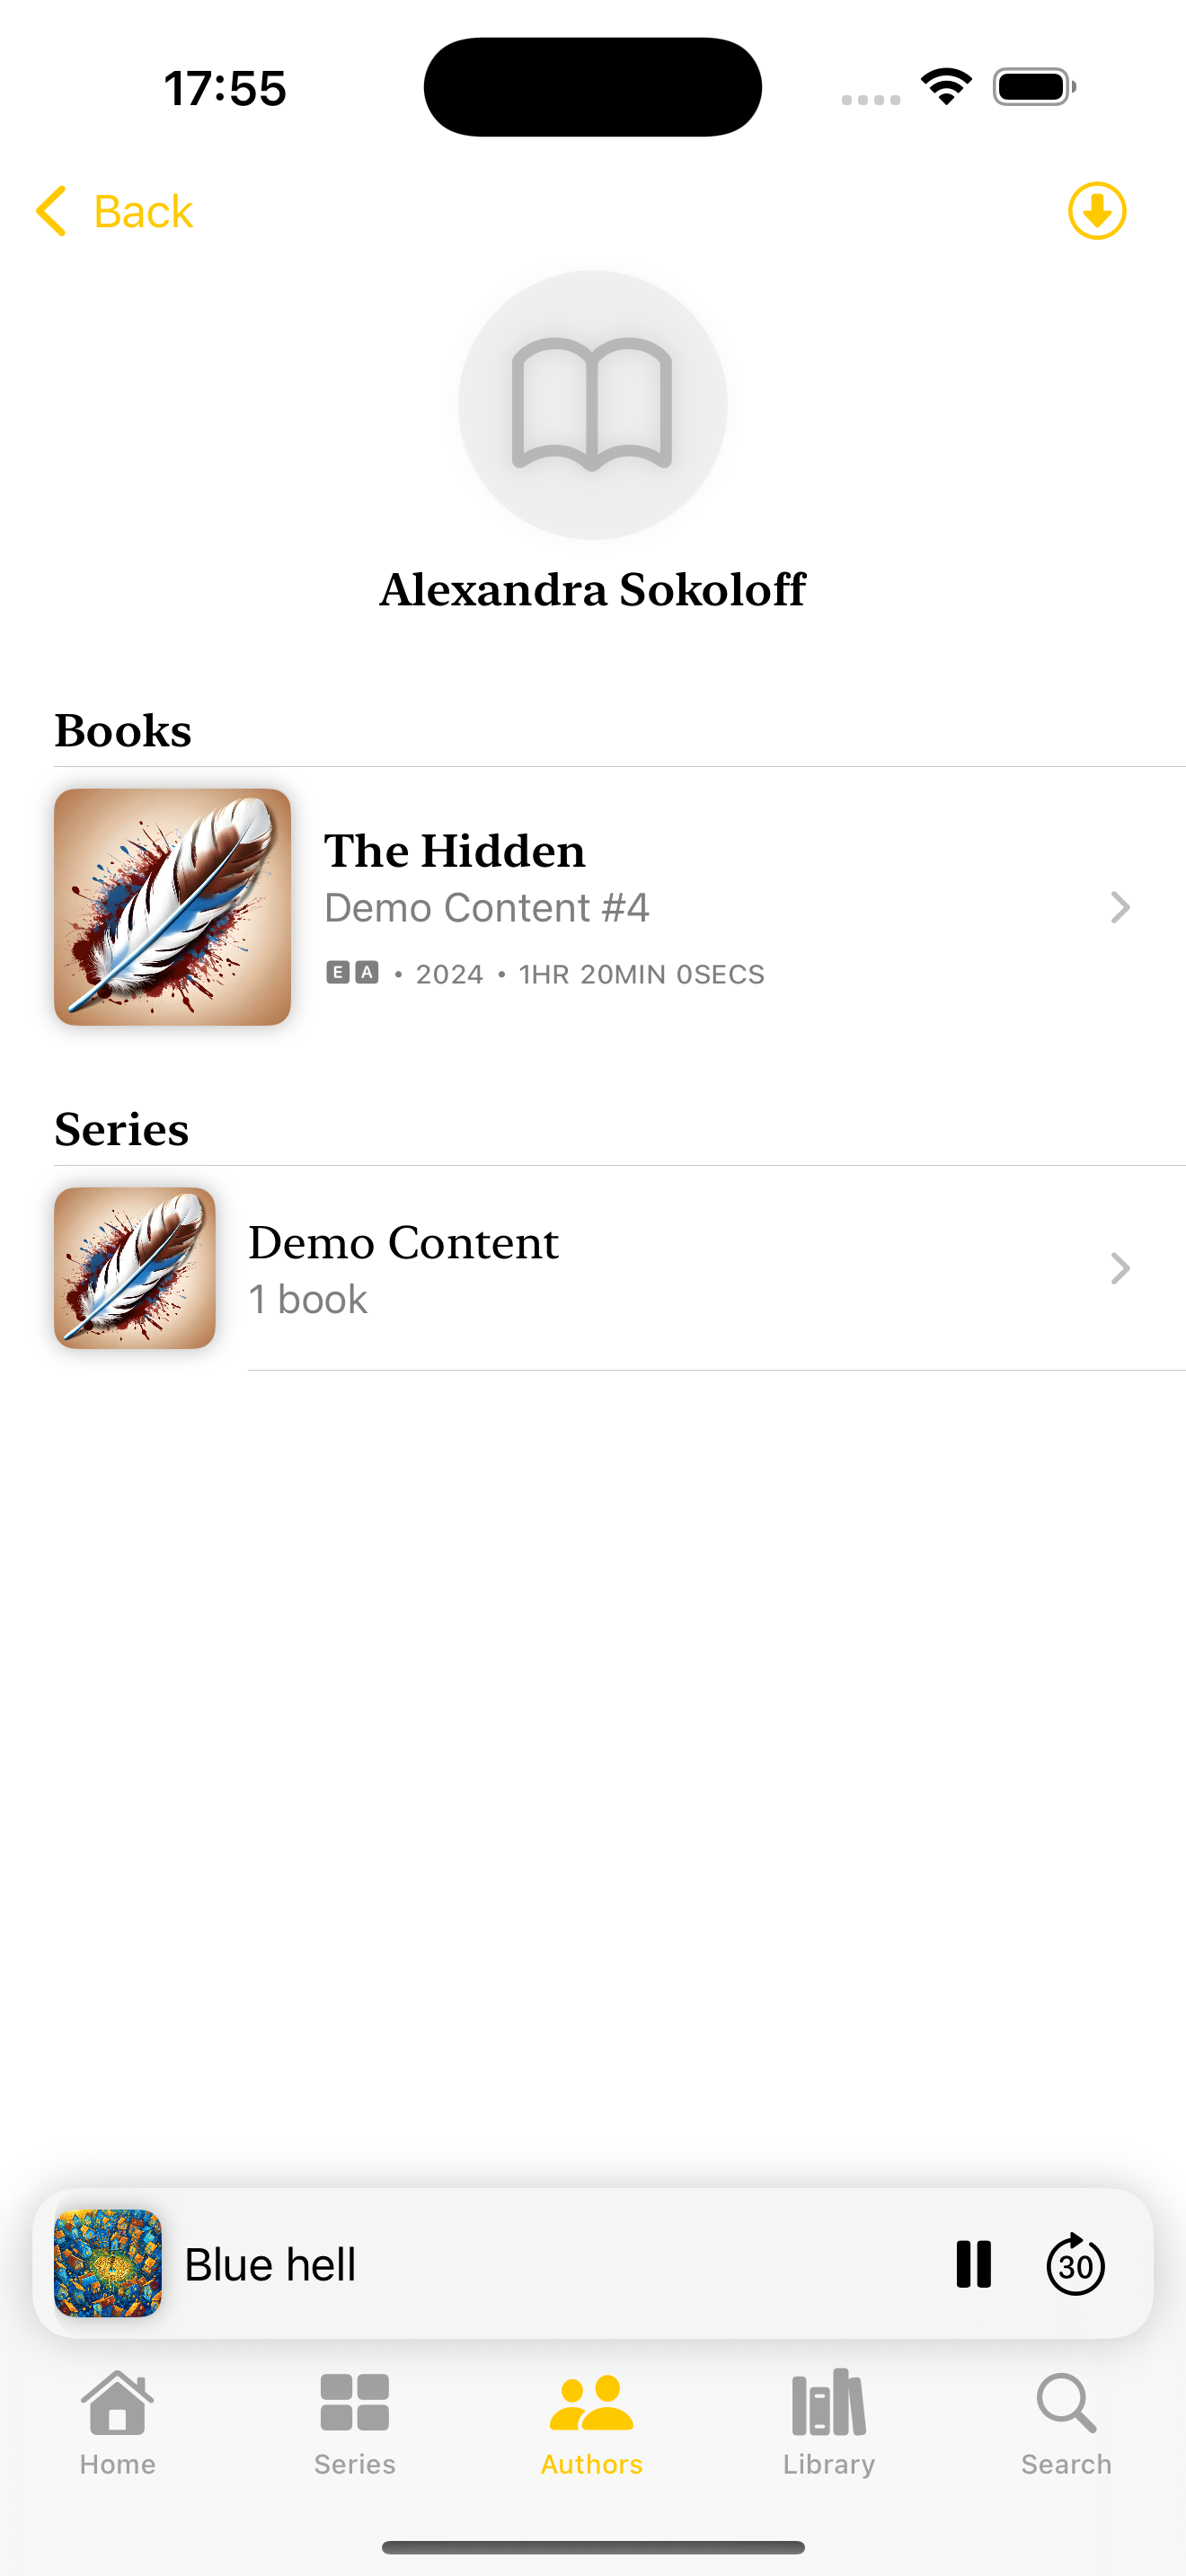 17:55
Back
Alexandra Sokoloff
Books
The Hidden
Demo Content #4
E A • 2024 • 1HR 20MIN 0SECS
Series
Demo Content
1 book
Blue hell
30
Home
Series
Authors
Library
Search